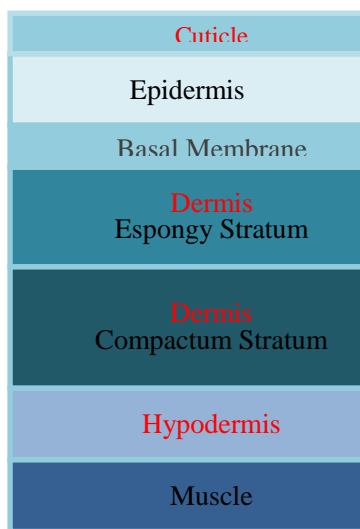 Cuticle
Epidermis
Basal Membrane
Dermis
Espongy Stratum
Dermis
Compactum Stratum
Hypodermis
Muscle